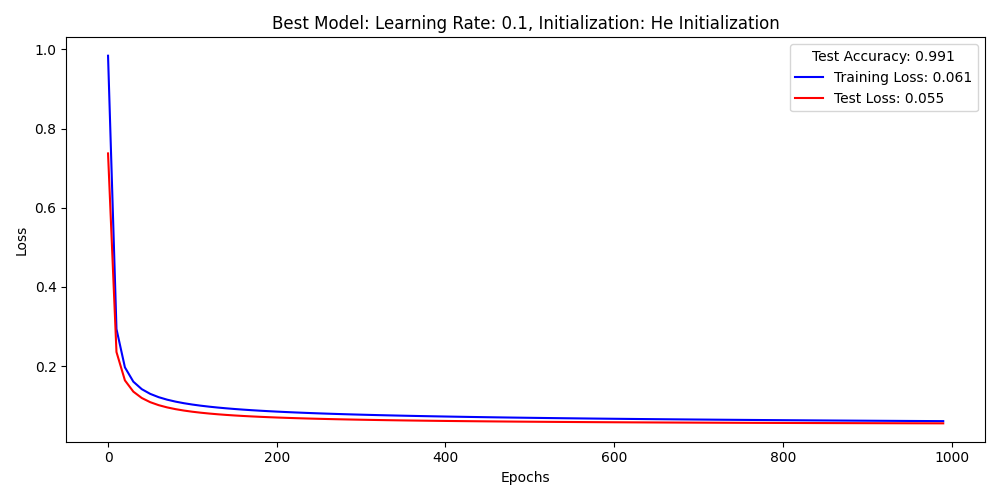 Best Model: Learning Rate: 0.1, Initialization: He Initialization
Test Accuracy: 0.991
Training Loss: 0.061
Test Loss: 0.055
1.0
0.8
0.6
0.4
0.2
Loss
0 200 400 600 800 1000
Epochs